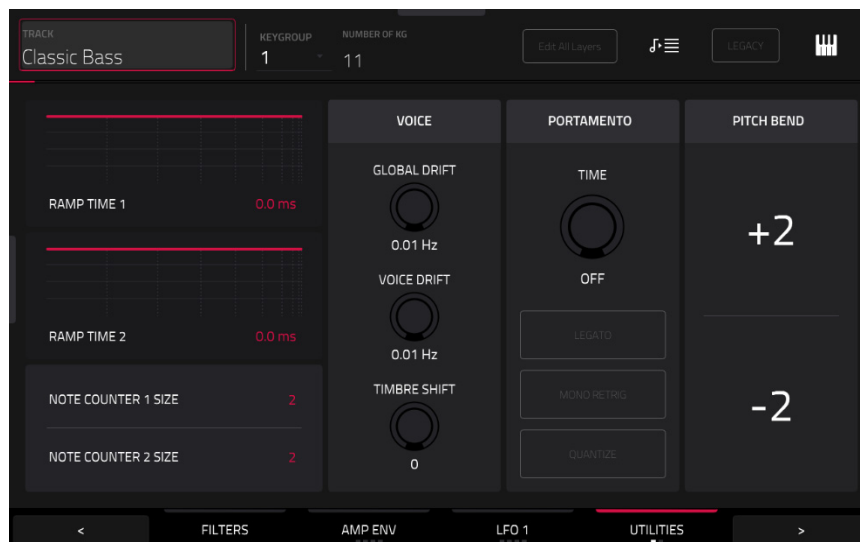 TRACK
Classic Bass
KEYGROUP
1
NUMBER OF KG
11
Edit All Layers
LEGACY
RAMP TIME 1 0.0 ms
RAMP TIME 2 0.0 ms
NOTE COUNTER 1 SIZE 2
NOTE COUNTER 2 SIZE 2
VOICE
GLOBAL DRIFT
0.01 Hz
VOICE DRIFT
0.01 Hz
TIMBRE SHIFT
0
PORTAMENTO
TIME
OFF
LEGATO
MONO RETRIG
QUANTIZE
PITCH BEND
+2
-2
< FILTERS AMP ENV LFO 1 UTILITIES >